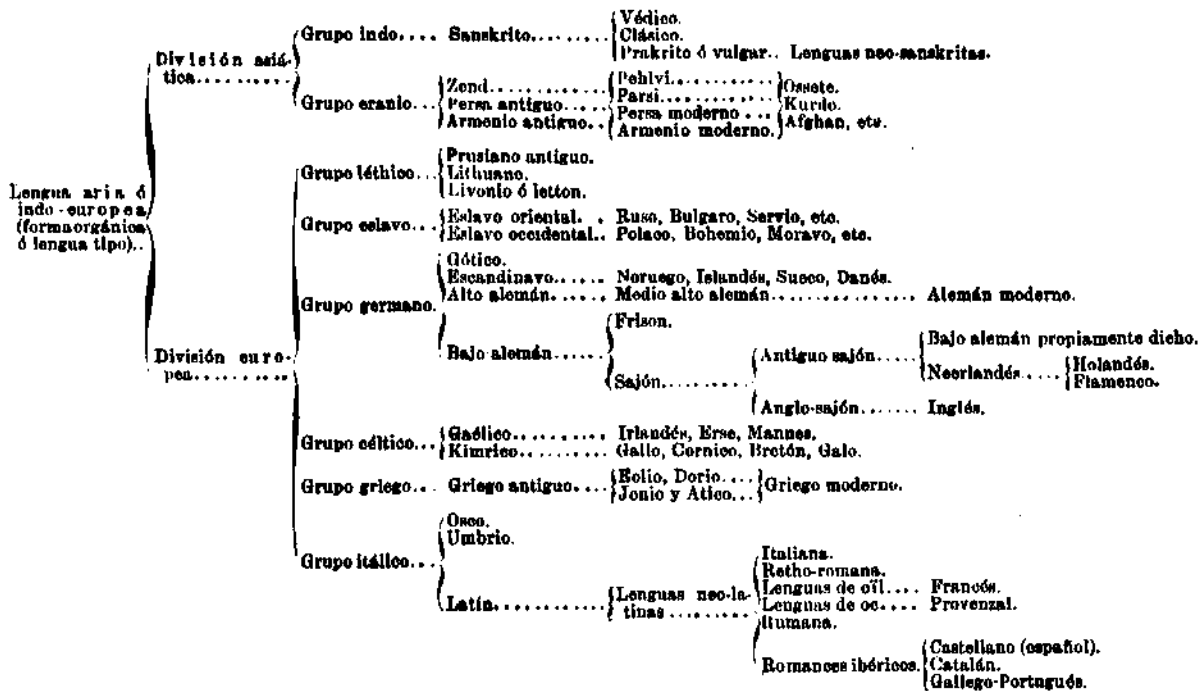 Grupo indo.... Sanskrito......... Védico.
Clásico.
Prakrito ó vulgar.. Lenguas neo-sanskritas.
División asiá-
tica..........
Grupo eranio.. Zend......... Pehlvi......... Ossete.
Persa antiguo.... Parsi.......... Kurdo.
Armenio antiguo.. Persa moderno ... Afghan, etc.
Armenio moderno.
Lengua aria ó
indo-europea
(forma orgánica
ó lengua tipo)..
Grupo léthico... Prusiano antiguo.
Lithuano.
Livonio ó letton.
Grupo eslavo... Eslavo oriental. . Ruso, Bulgaro, Servio, etc.
Eslavo occidental.. Polaco, Bohemio, Moravo, etc.
Grupo germano. Gótico.
Escandinavo...... Noruego, Islandés, Sueco, Danés.
Alto alemán...... Medio alto alemán............... Alemán moderno.
Bajo alemán...... Frison.
Sajón......... Antiguo sajón..... Bajo alemán propiamente dicho.
Neerlandés..... Holandés.
Flamenco.
Anglo-sajón....... Inglés.
División euro-
pea..........
Grupo céltico... Gaélico.......... Irlandés, Erse, Mannes.
Kimrico......... Gallo, Cornico, Bretón, Galo.
Grupo griego.. Griego antiguo.... Eolio, Dorio.... Griego moderno.
Jonio y Atico...
Grupo itálico... Osco.
Umbrio.
Latín........... Lenguas neo-la-
tinas ........
Italiana.
Retho-romana.
Lenguas de oïl.... Francés.
Lenguas de oc.... Provenzal.
Rumana.
Romances ibéricos. Castellano (español).
Catalán.
Gallego-Portugués.